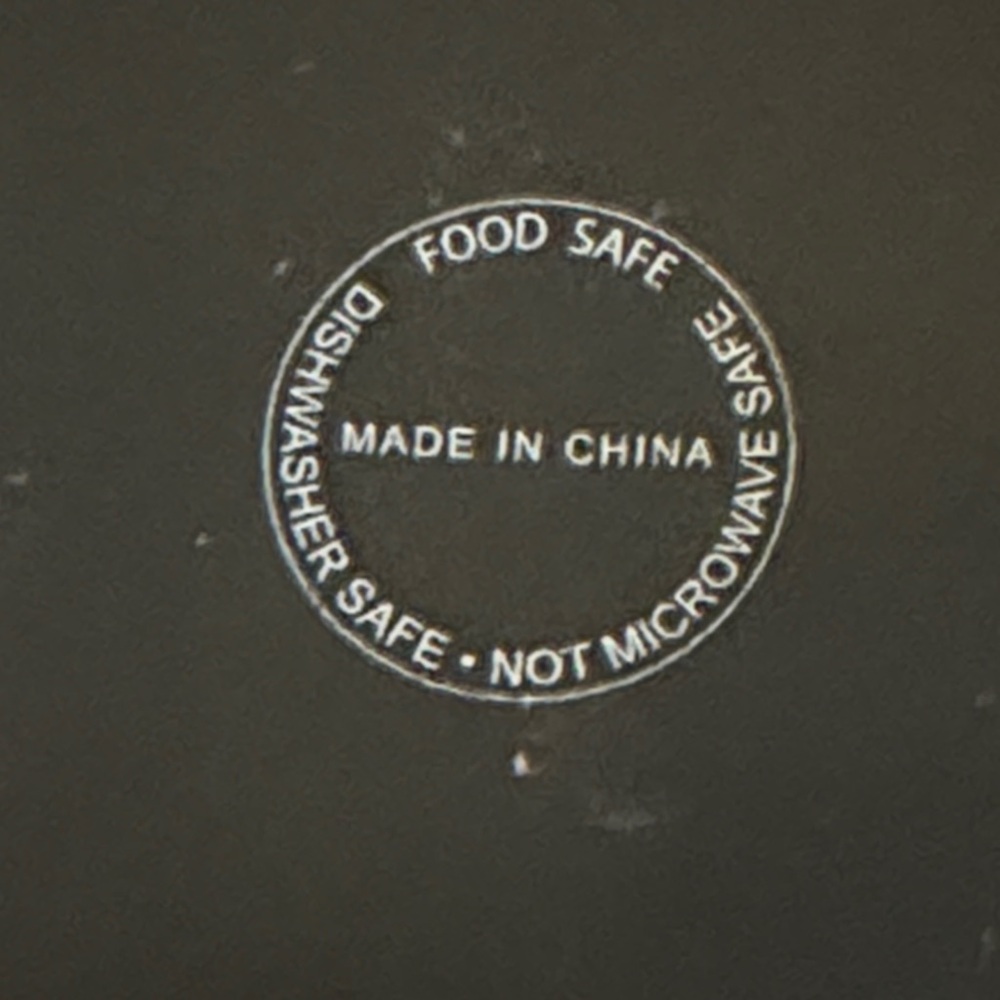 FOOD SAFE
MADE IN CHINA
DISHWASHER SAFE • NOT MICROWAVE SAFE